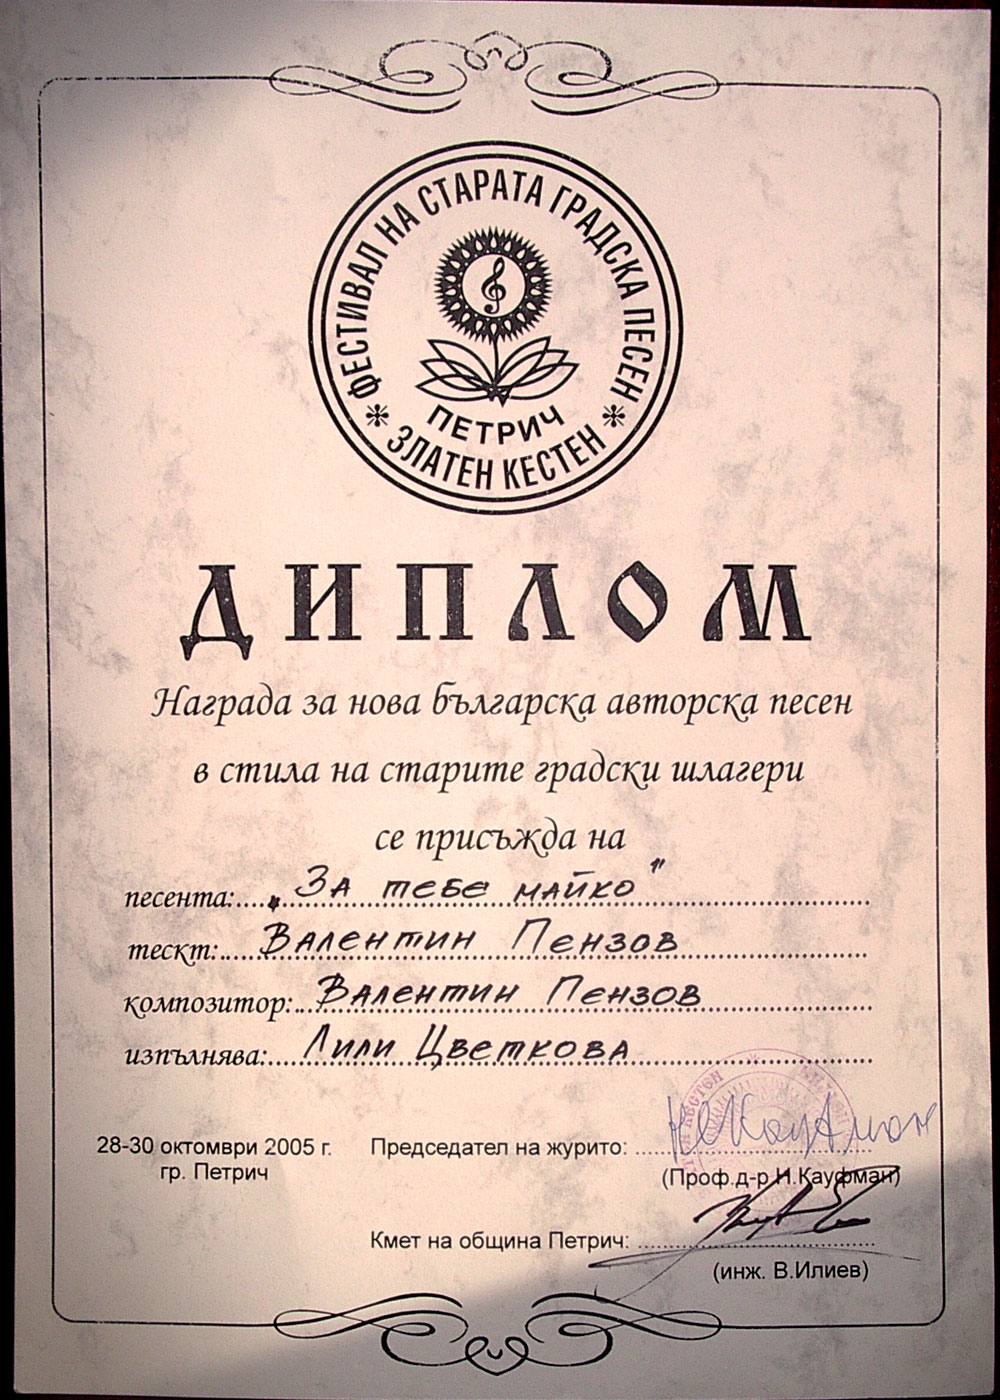 ФЕСТИВАЛ НА СТАРАТА ГРАДСКА ПЕСЕН
ПЕТРИЧ
ЗЛАТЕН КЕСТЕН
ДИПЛОМ
Награда за нова българска авторска песен
в стила на старите градски шлагери
се присъжда на
песента: „За тебе майко"
тескт: Валентин Пензов
композитор: Валентин Пензов
изпълнява: Лили Цветкова
28-30 октомври 2005 г.
гр. Петрич
Председател на журито:
(Проф.д-р Н.Кауфман)
Кмет на община Петрич:
(инж. В.Илиев)